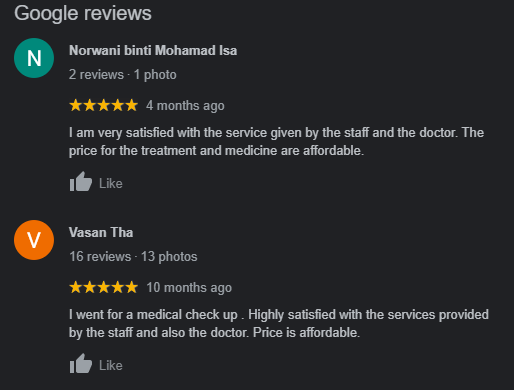 Google reviews
N
Norwani binti Mohamad Isa
2 reviews · 1 photo
★★★★★ 4 months ago
I am very satisfied with the service given by the staff and the doctor. The
price for the treatment and medicine are affordable.
Like
V
Vasan Tha
16 reviews · 13 photos
★★★★★ 10 months ago
I went for a medical check up . Highly satisfied with the services provided
by the staff and also the doctor. Price is affordable.
Like